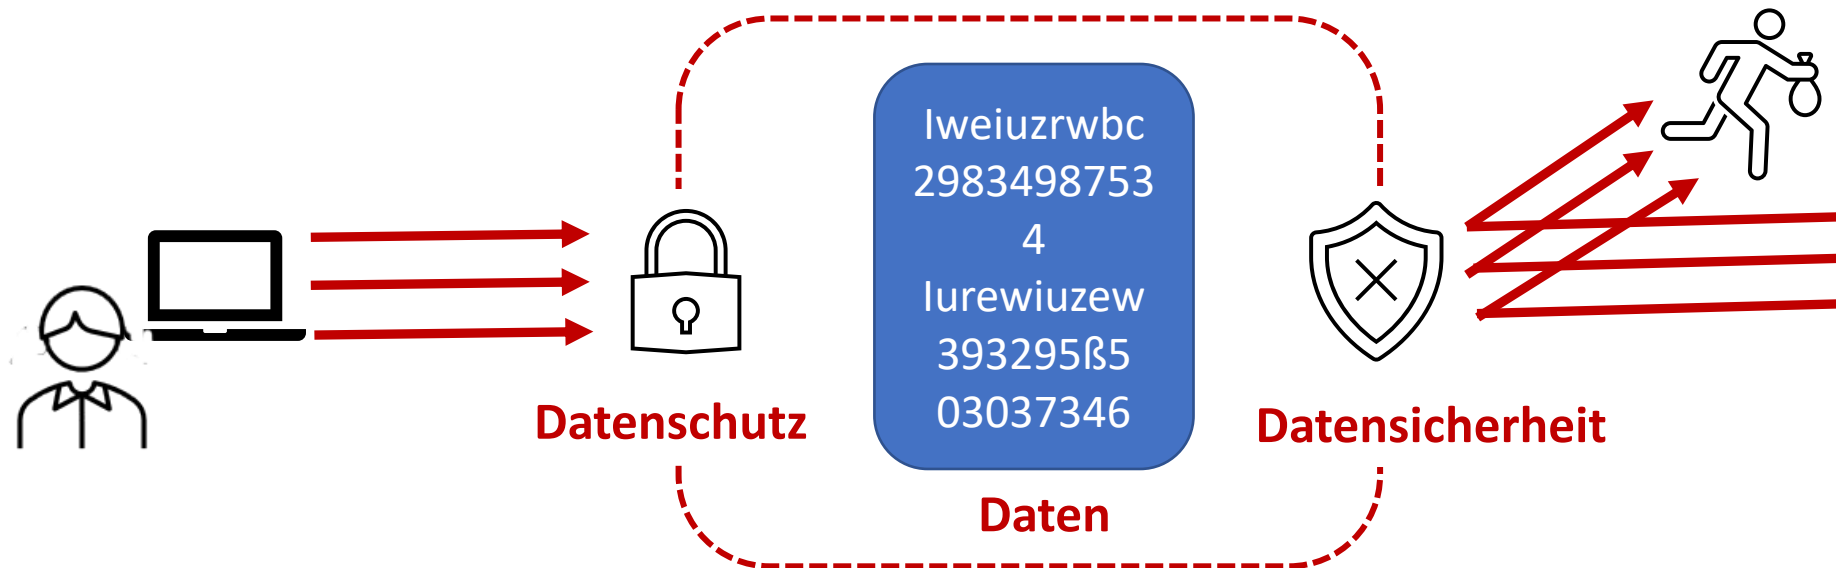 Iweiuzrwbc
2983498753
4
Iurewiuzew
393295ß5
03037346
Datenschutz
Datensicherheit
Daten